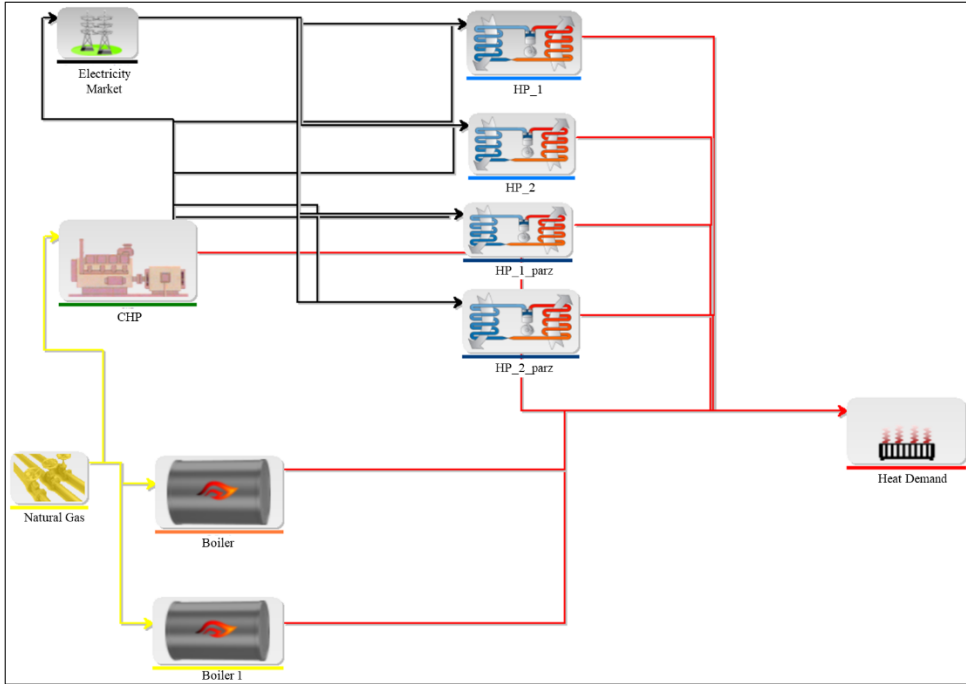 Electricity
Market
HP_1
HP_2
HP_1_parz
CHP
HP_2_parz
Heat Demand
Natural Gas
Boiler
Boiler 1